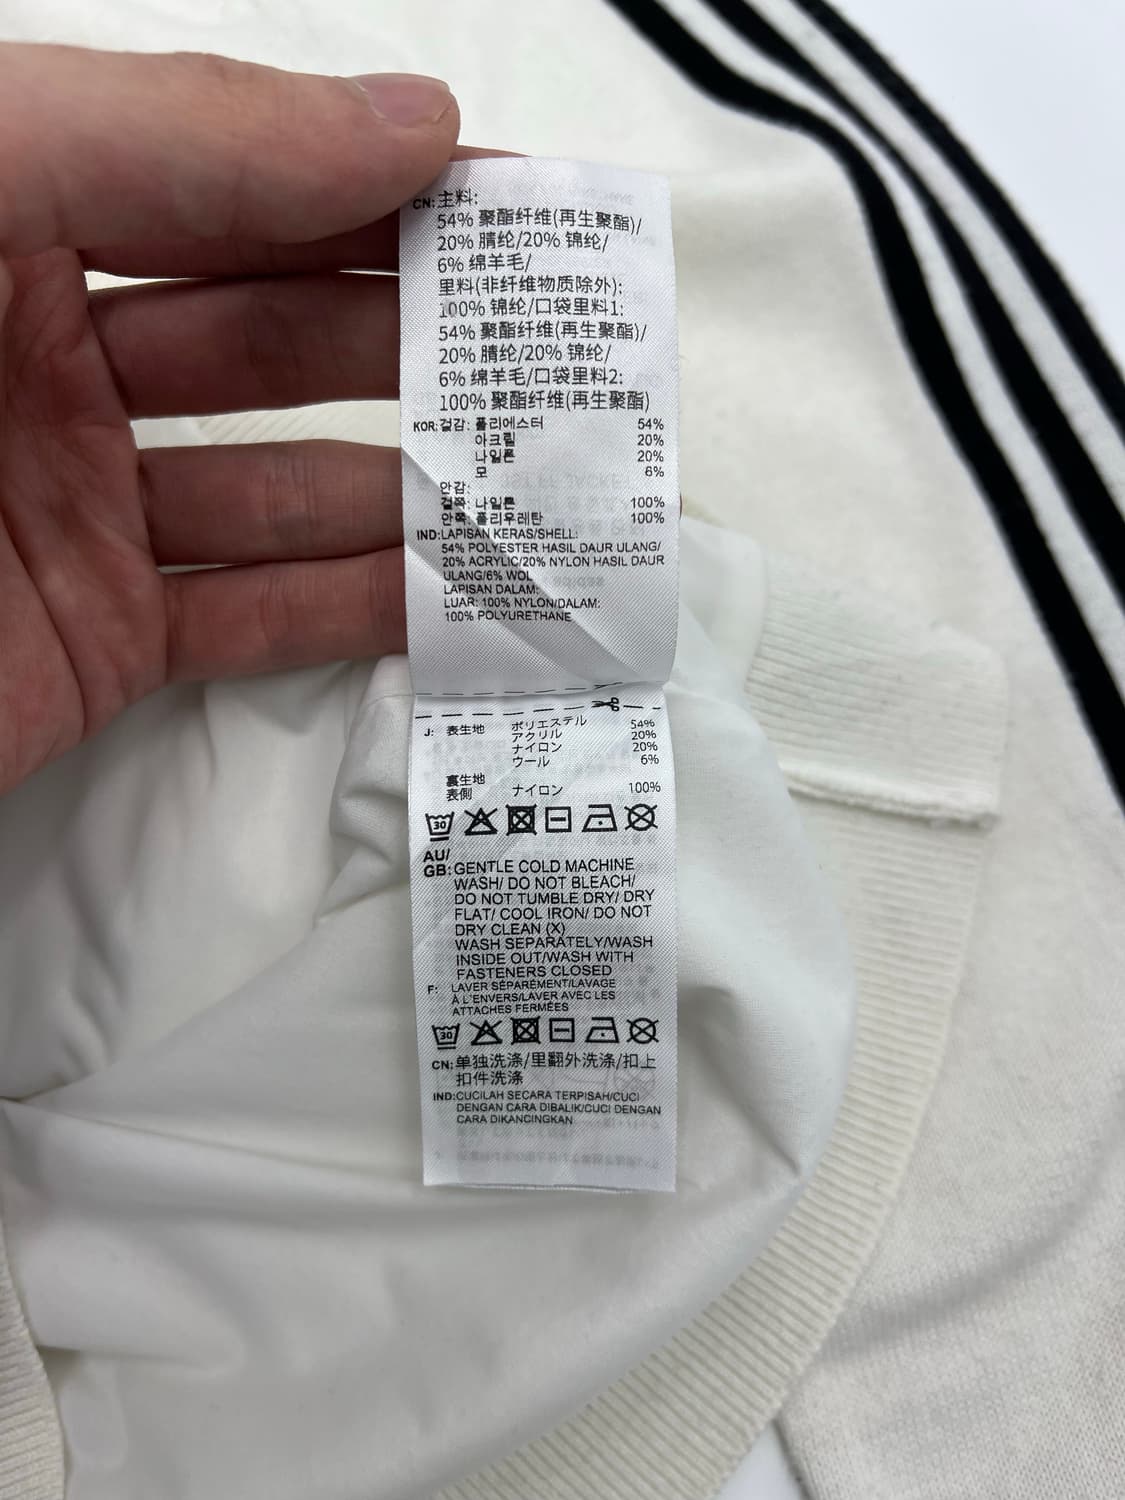 CN:主料:
54% 聚酯纤维(再生聚酯)/
20% 腈纶/20% 锦纶/
6% 绵羊毛/
里料(非纤维物质除外):
100% 锦纶/口袋里料1:
54% 聚酯纤维(再生聚酯)/
20% 腈纶/20% 锦纶/
6% 绵羊毛/口袋里料2:
100% 聚酯纤维(再生聚酯)
KOR: 겉감: 폴리에스터 54%
아크릴 20%
나일론 20%
모 6%
안감:
겉쪽: 나일론 100%
안쪽: 폴리우레탄 100%
IND: LAPISAN KERAS/SHELL:
54% POLYESTER HASIL DAUR ULANG/
20% ACRYLIC/20% NYLON HASIL DAUR
ULANG/6% WOL
LAPISAN DALAM:
LUAR: 100% NYLON/DALAM:
100% POLYURETHANE
J: 表生地 ポリエステル 54%
アクリル 20%
ナイロン 20%
ウール 6%
裏生地
表側 ナイロン 100%
30
AU/
GB: GENTLE COLD MACHINE
WASH/ DO NOT BLEACH/
DO NOT TUMBLE DRY/ DRY
FLAT/ COOL IRON/ DO NOT
DRY CLEAN (X)
WASH SEPARATELY/WASH
INSIDE OUT/WASH WITH
FASTENERS CLOSED
F: LAVER SÉPARÉMENT/LAVAGE
À L'ENVERS/LAVER AVEC LES
ATTACHES FERMÉES
30
CN: 单独洗涤/里翻外洗涤/扣上
扣件洗涤
IND: CUCILAH SECARA TERPISAH/CUCI
DENGAN CARA DIBALIK/CUCI DENGAN
CARA DIKANCINGKAN